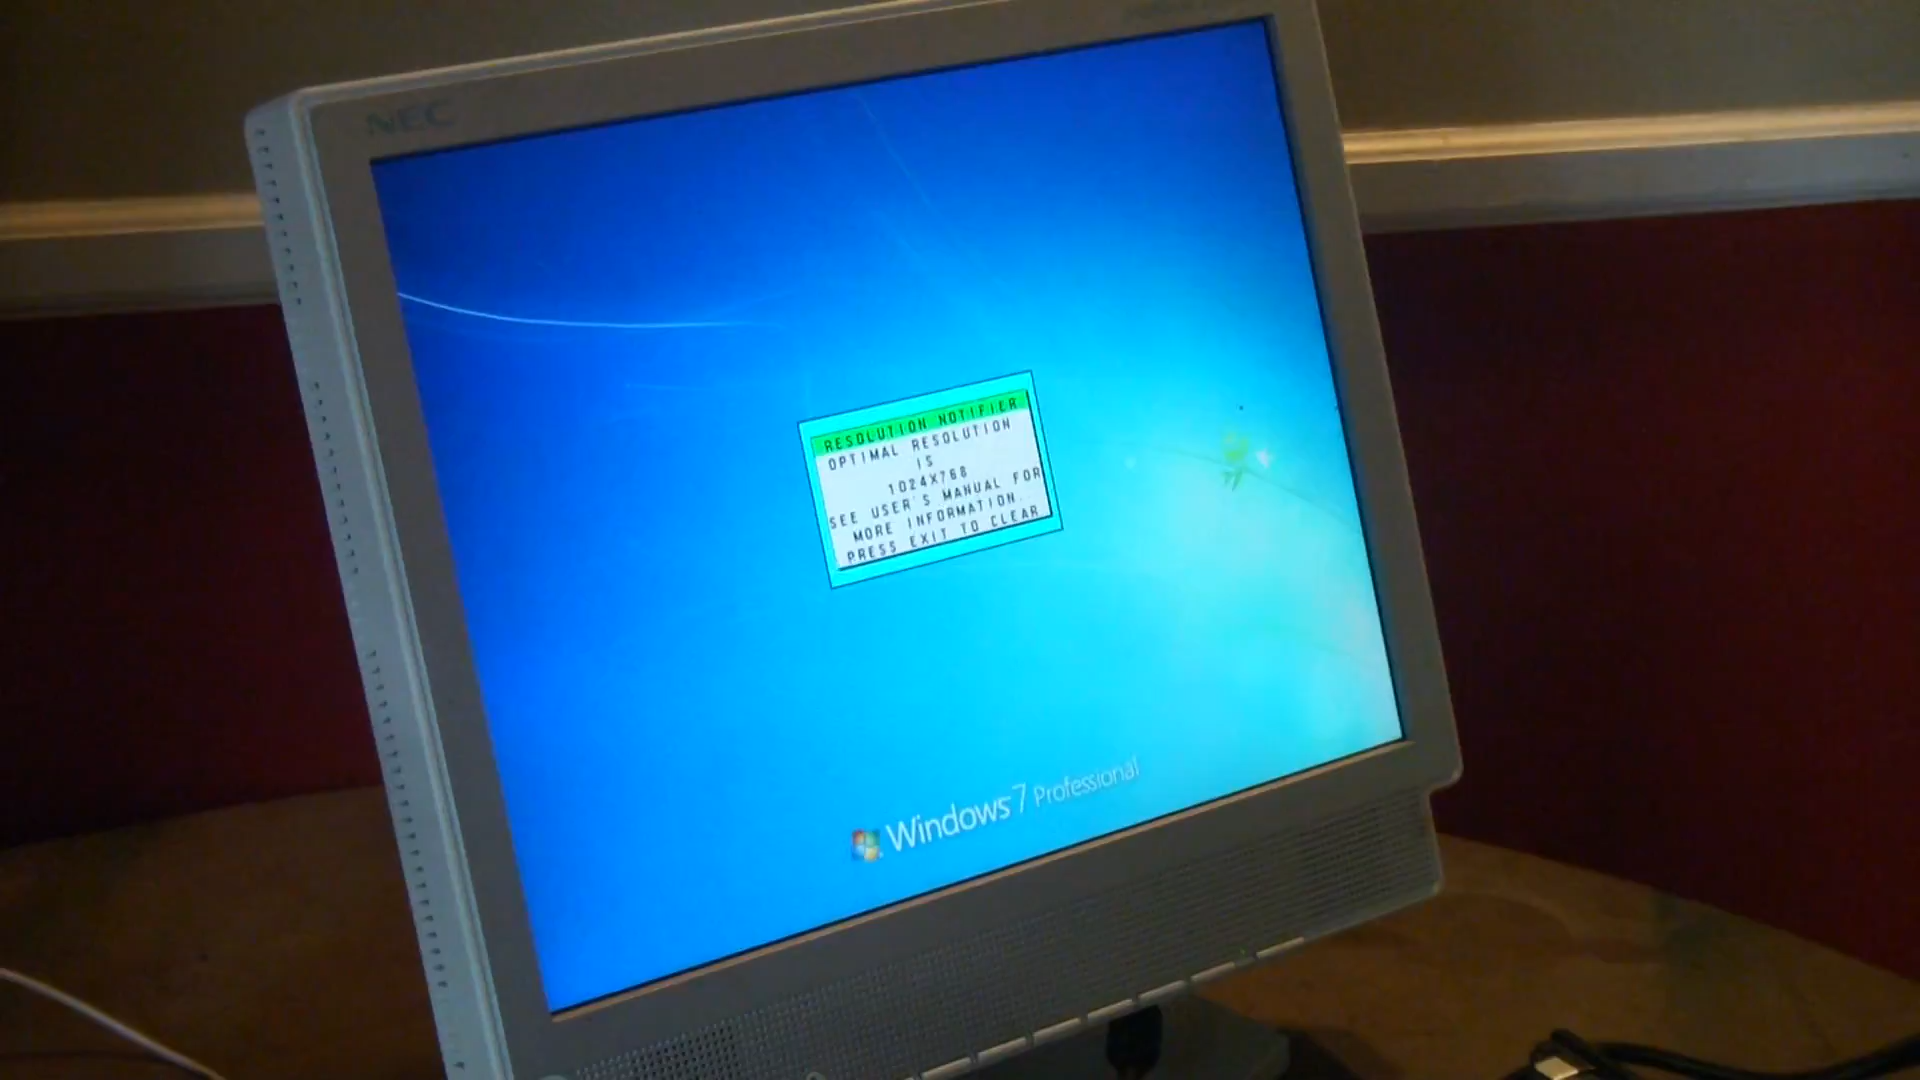 NEC
RESOLUTION NOTIFIER
OPTIMAL RESOLUTION
IS
1024X768
SEE USER'S MANUAL FOR
MORE INFORMATION...
PRESS EXIT TO CLEAR
Windows 7 Professional